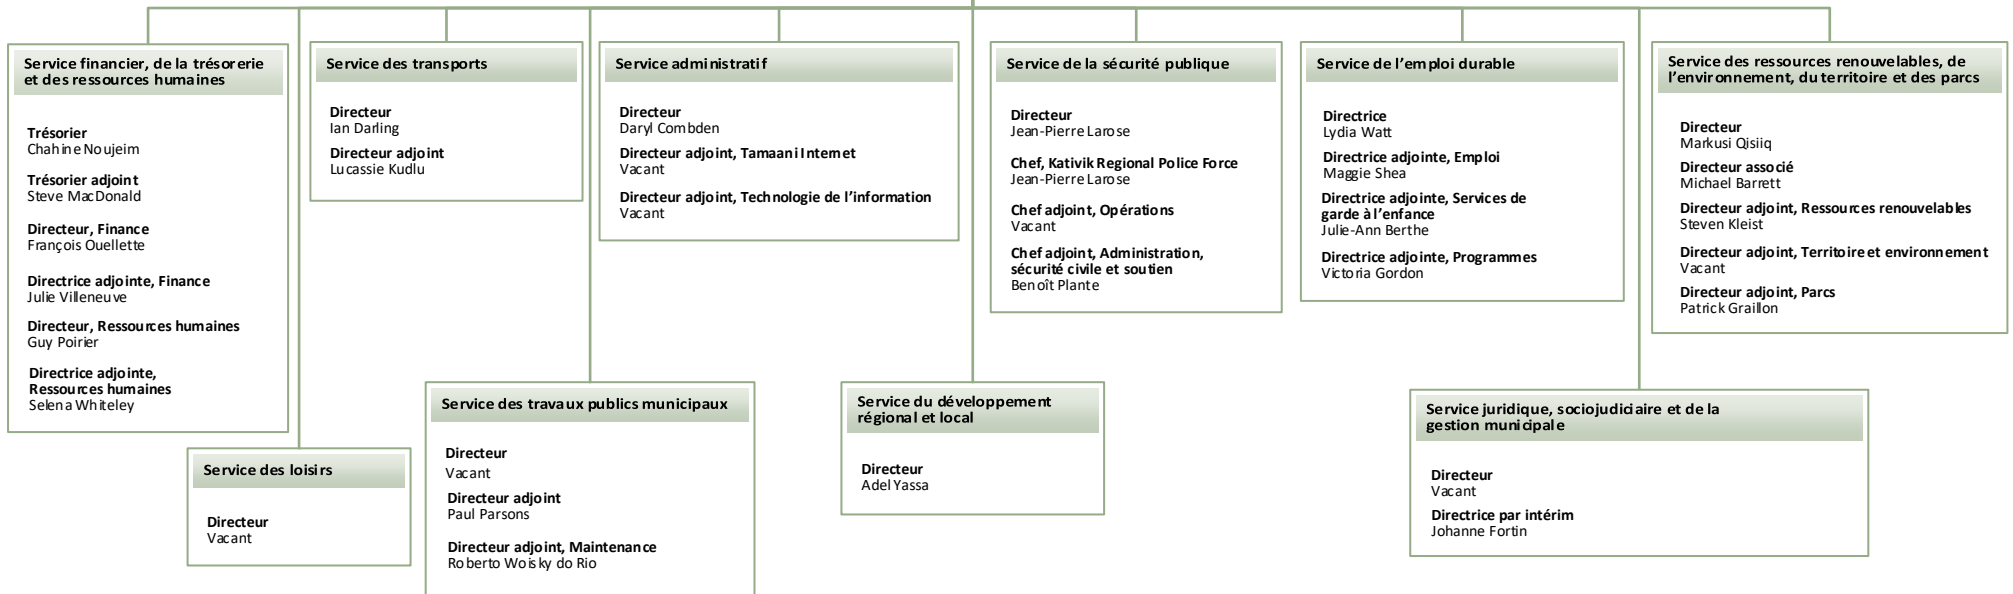 Service financier, de la trésorerie
et des ressources humaines
Trésorier
Chahine Noujeim
Trésorier adjoint
Steve MacDonald
Directeur, Finance
François Ouellette
Directrice adjointe, Finance
Julie Villeneuve
Directeur, Ressources humaines
Guy Poirier
Directrice adjointe,
Ressources humaines
Selena Whiteley
Service des transports
Directeur
Ian Darling
Directeur adjoint
Lucassie Kudlu
Service administratif
Directeur
Daryl Combden
Directeur adjoint, Tamaani Internet
Vacant
Directeur adjoint, Technologie de l'information
Vacant
Service de la sécurité publique
Directeur
Jean-Pierre Larose
Chef, Kativik Regional Police Force
Jean-Pierre Larose
Chef adjoint, Opérations
Vacant
Chef adjoint, Administration,
sécurité civile et soutien
Benoît Plante
Service de l'emploi durable
Directrice
Lydia Watt
Directrice adjointe, Emploi
Maggie Shea
Directrice adjointe, Services de
garde à l'enfance
Julie-Ann Berthe
Directrice adjointe, Programmes
Victoria Gordon
Service des ressources renouvelables, de
l'environnement, du territoire et des parcs
Directeur
Markusi Qisiiq
Directeur associé
Michael Barrett
Directeur adjoint, Ressources renouvelables
Steven Kleist
Directeur adjoint, Territoire et environnement
Vacant
Directeur adjoint, Parcs
Patrick Graillon
Service des loisirs
Directeur
Vacant
Service des travaux publics municipaux
Directeur
Vacant
Directeur adjoint
Paul Parsons
Directeur adjoint, Maintenance
Roberto Woisky do Rio
Service du développement
régional et local
Directeur
Adel Yassa
Service juridique, sociojudiciaire et de la
gestion municipale
Directeur
Vacant
Directrice par intérim
Johanne Fortin